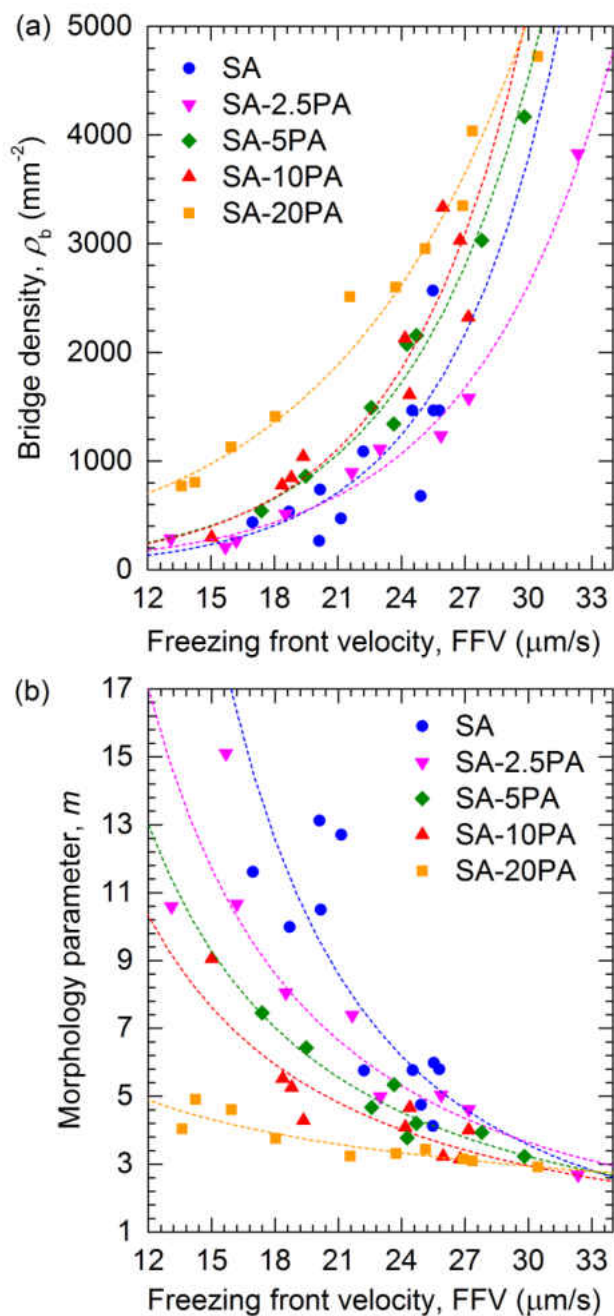 (a)
5000
4000
3000
2000
1000
0
Bridge density, ρb (mm-2)
SA
SA-2.5PA
SA-5PA
SA-10PA
SA-20PA
12 15 18 21 24 27 30 33
Freezing front velocity, FFV (μm/s)
(b)
17
15
13
11
9
7
5
3
1
Morphology parameter, m
SA
SA-2.5PA
SA-5PA
SA-10PA
SA-20PA
12 15 18 21 24 27 30 33
Freezing front velocity, FFV (μm/s)